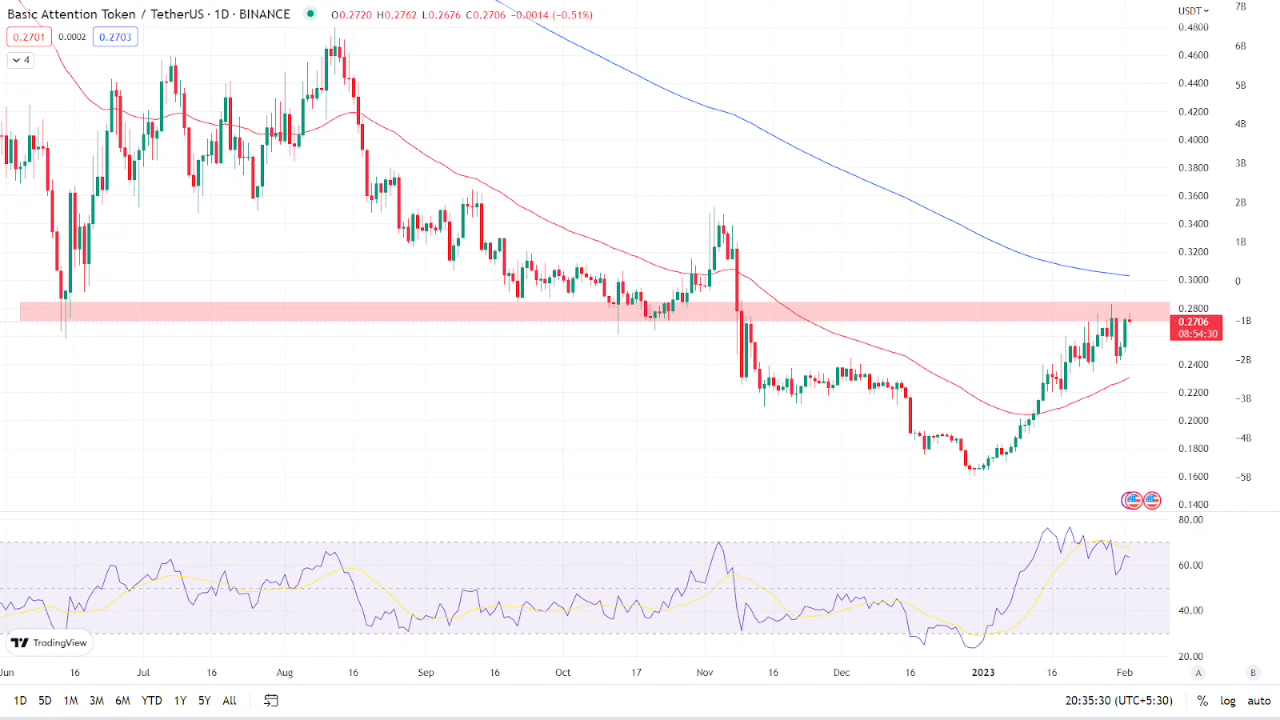 Basic Attention Token / TetherUS · 1D · BINANCE O0.2720 H0.2762 L0.2676 C0.2706 −0.0014 (−0.51%)
0.2701 0.0002 0.2703
4
USDT
0.4800
0.4400
0.4200
0.4000
0.3800
0.3600
0.3400
0.3200
0.3000
0.2800
0.2706
08:54:30
0.2400
0.2200
0.2000
0.1800
0.1600
0.1400
7B
6B
5B
4B
3B
2B
1B
0
−1B
−2B
−3B
−4B
−5B
80.00
60.00
40.00
20.00
TradingView
Jun 16 Jul 16 Aug 16 Sep 16 Oct 17 Nov 16 Dec 16 2023 16 Feb A B
1D 5D 1M 3M 6M YTD 1Y 5Y All 20:35:30 (UTC+5:30) % log auto